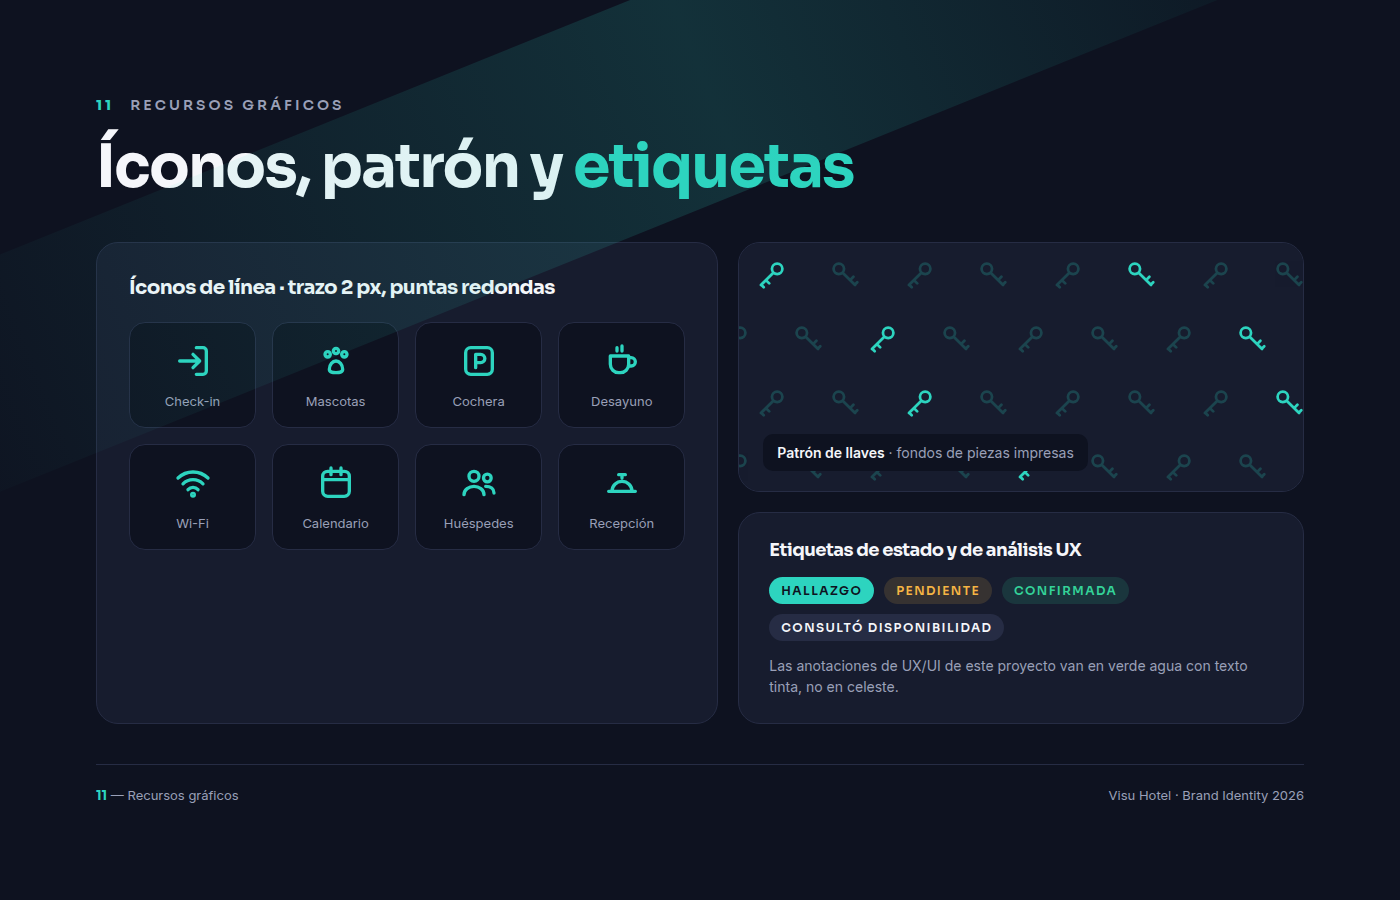 11 RECURSOS GRÁFICOS
Íconos, patrón y etiquetas
Íconos de línea · trazo 2 px, puntas redondas
Check-in
Mascotas
P
Cochera
Desayuno
Wi-Fi
Calendario
Huéspedes
Recepción
Patrón de llaves · fondos de piezas impresas
Etiquetas de estado y de análisis UX
HALLAZGO
PENDIENTE
CONFIRMADA
CONSULTÓ DISPONIBILIDAD
Las anotaciones de UX/UI de este proyecto van en verde agua con texto
tinta, no en celeste.
11 — Recursos gráficos
Visu Hotel · Brand Identity 2026